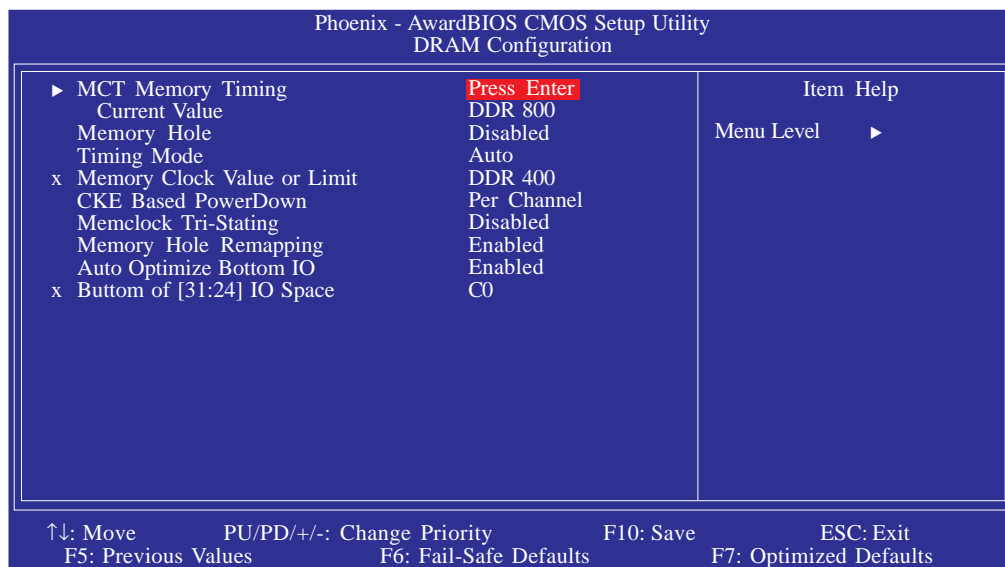 Phoenix - AwardBIOS CMOS Setup Utility
DRAM Configuration
▶ MCT Memory Timing Press Enter
Current Value DDR 800
Memory Hole Disabled
Timing Mode Auto
x Memory Clock Value or Limit DDR 400
CKE Based PowerDown Per Channel
Memclock Tri-Stating Disabled
Memory Hole Remapping Enabled
Auto Optimize Bottom IO Enabled
x Buttom of [31:24] IO Space C0
Item Help
Menu Level ▶
↑↓: Move PU/PD/+/-: Change Priority F10: Save ESC: Exit
F5: Previous Values F6: Fail-Safe Defaults F7: Optimized Defaults